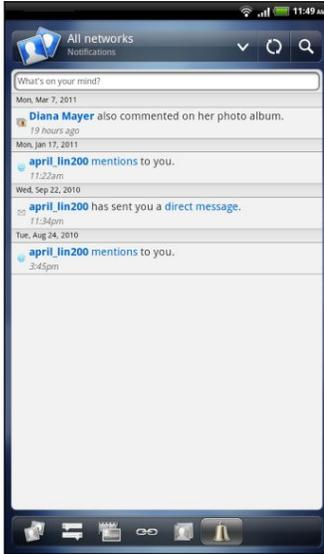 11:49 AM
All networks
Notifications
What's on your mind?
Mon, Mar 7, 2011
Diana Mayer also commented on her photo album.
19 hours ago
Mon, Jan 17, 2011
april_lin200 mentions to you.
11:22am
Wed, Sep 22, 2010
april_lin200 has sent you a direct message.
11:34pm
Tue, Aug 24, 2010
april_lin200 mentions to you.
3:45pm